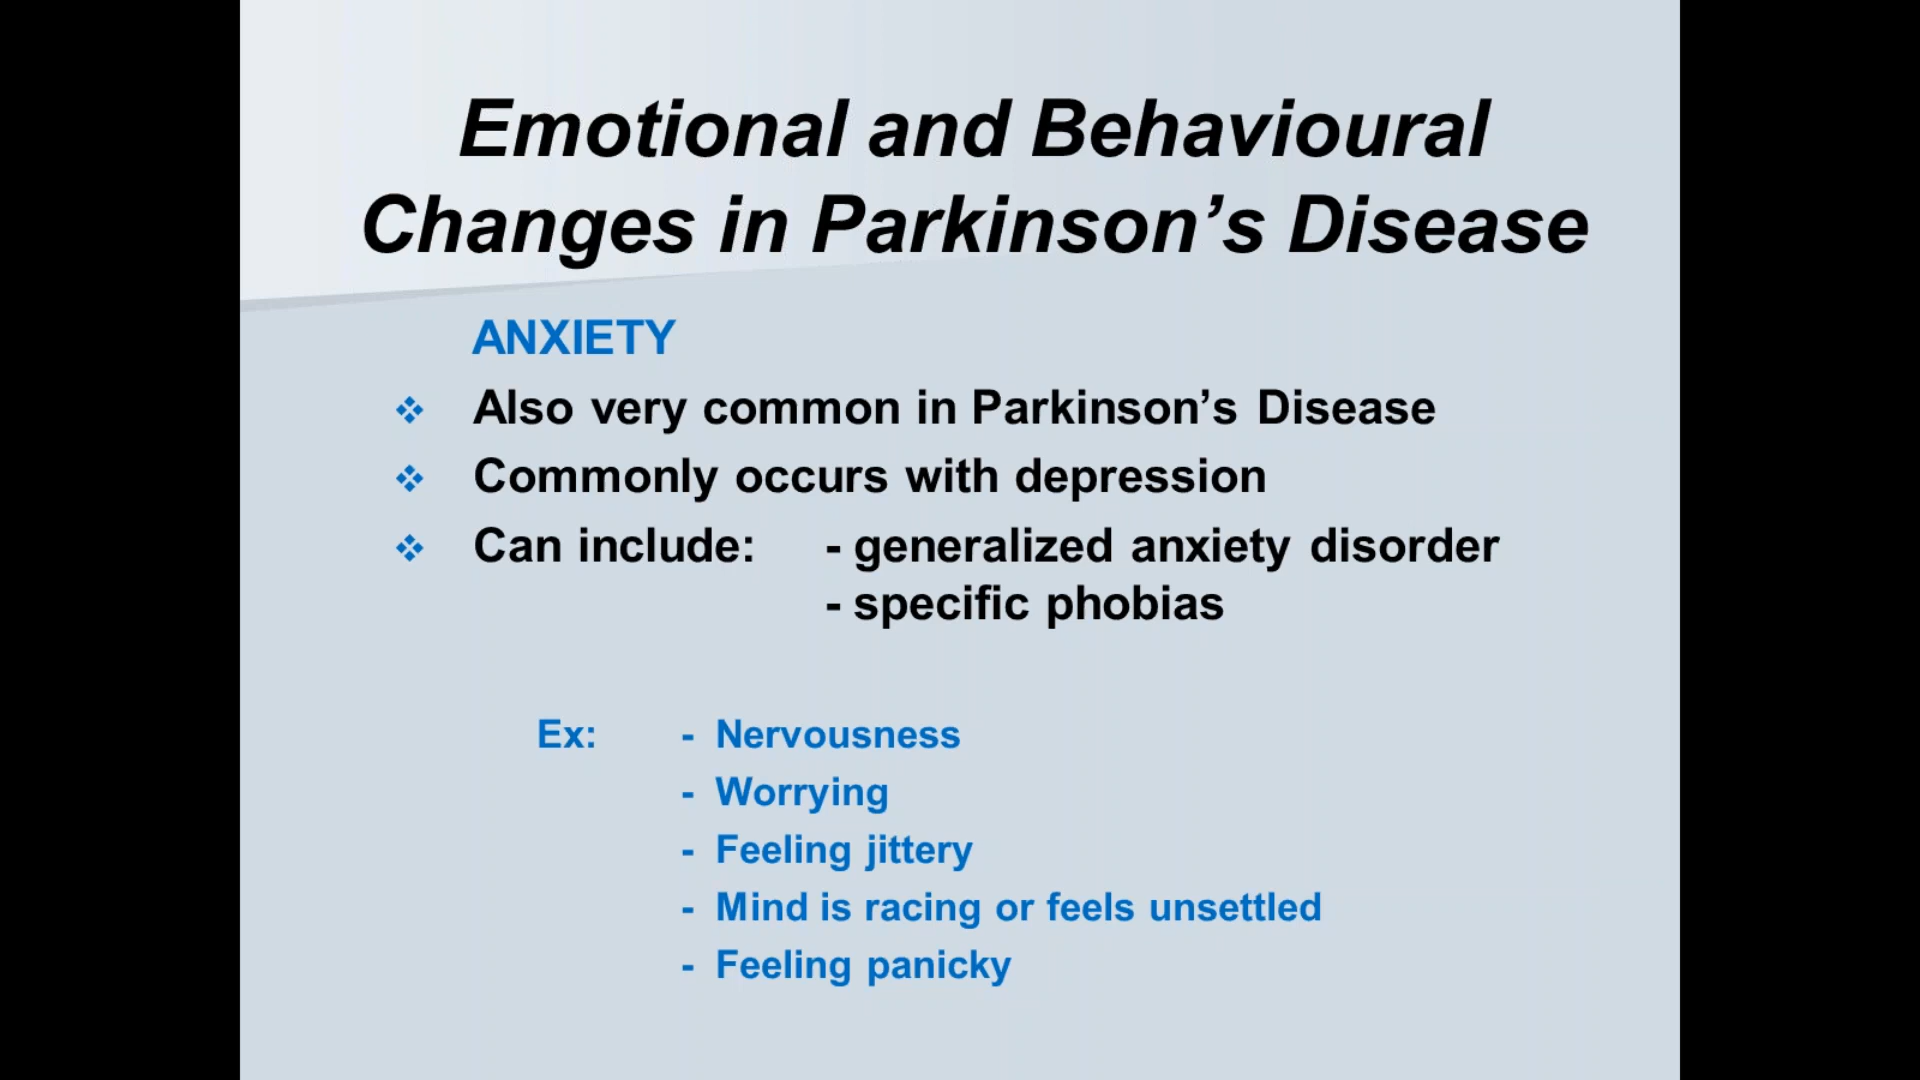 Emotional and Behavioural
Changes in Parkinson’s Disease
ANXIETY
❖ Also very common in Parkinson’s Disease
❖ Commonly occurs with depression
❖ Can include: - generalized anxiety disorder
- specific phobias
Ex: - Nervousness
- Worrying
- Feeling jittery
- Mind is racing or feels unsettled
- Feeling panicky